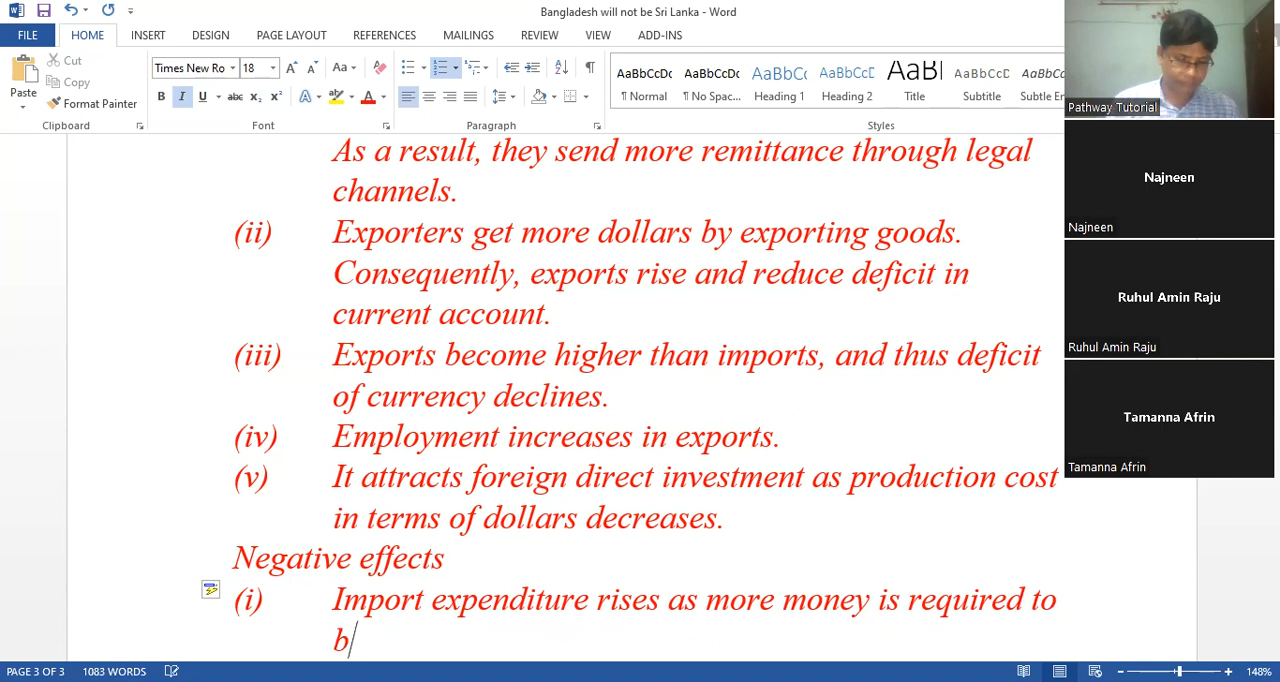 Bangladesh will not be Sri Lanka - Word
FILE HOME INSERT DESIGN PAGE LAYOUT REFERENCES MAILINGS REVIEW VIEW ADD-INS
Paste
Cut
Copy
Format Painter
Clipboard
Times New Ro 18
Font
Paragraph
AaBbCcDc AaBbCcDc AaBbCc AaBbCcD AaBl AaBbCcD AaBbCcD
¶ Normal ¶ No Spac... Heading 1 Heading 2 Title Subtitle Subtle Em
Styles
As a result, they send more remittance through legal
channels.
(ii) Exporters get more dollars by exporting goods.
Consequently, exports rise and reduce deficit in
current account.
(iii) Exports become higher than imports, and thus deficit
of currency declines.
(iv) Employment increases in exports.
(v) It attracts foreign direct investment as production cost
in terms of dollars decreases.
Negative effects
(i) Import expenditure rises as more money is required to
b
Pathway Tutorial
Najneen
Najneen
Ruhul Amin Raju
Ruhul Amin Raju
Tamanna Afrin
Tamanna Afrin
PAGE 3 OF 3 1083 WORDS 148%